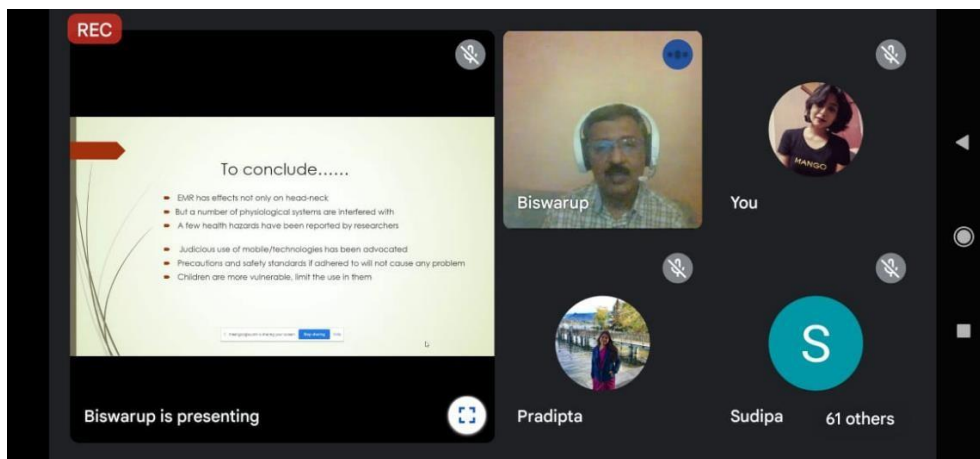 REC
To conclude......
EMR has effects not only on head-neck
But a number of physiological systems are interfered with
A few health hazards have been reported by researchers
Judicious use of mobile/technologies has been advocated
Precautions and safety standards if adhered to will not cause any problem
Children are more vulnerable, limit the use in them
Stop sharing
Biswarup is presenting
Biswarup
MANGO
You
Pradipta
S
Sudipa
61 others